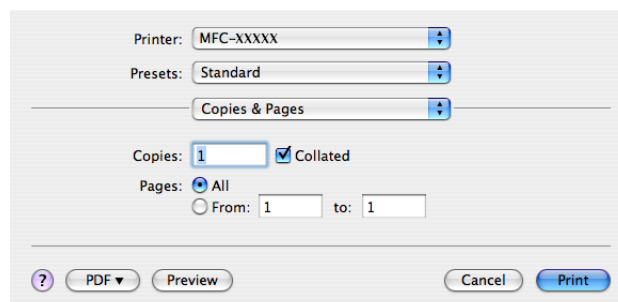 Printer: MFC-XXXXX
Presets: Standard
Copies & Pages
Copies: 1 Collated
Pages: All
From: 1 to: 1
? PDF ▼ Preview Cancel Print